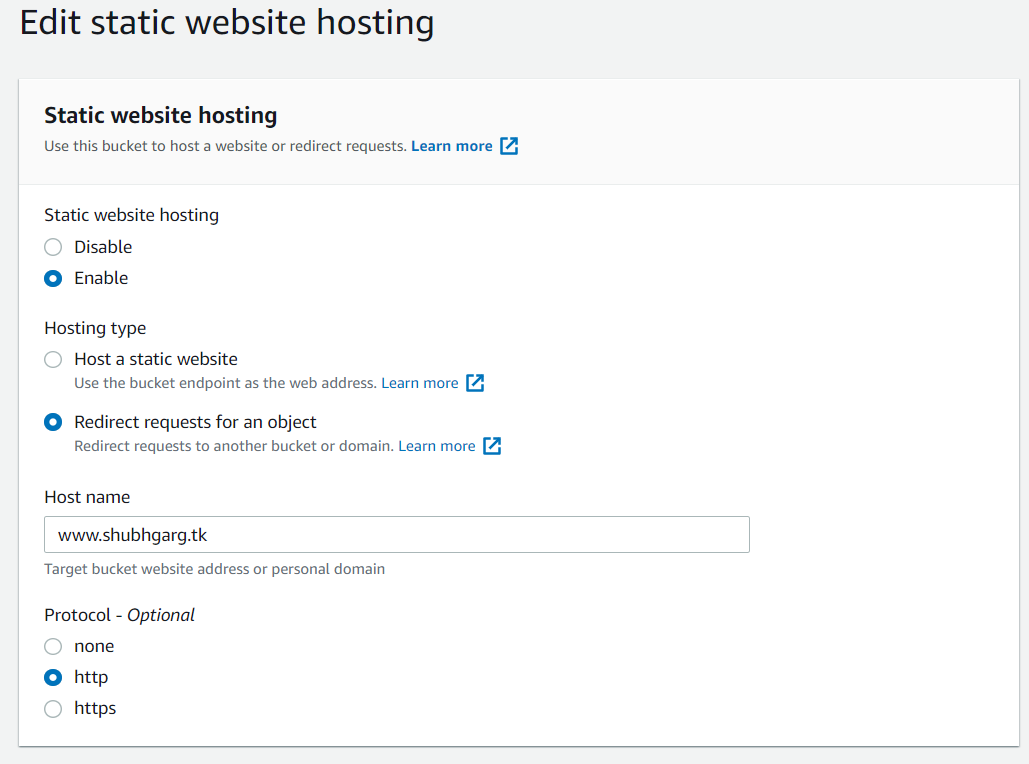 Edit static website hosting
Static website hosting
Use this bucket to host a website or redirect requests. Learn more
Static website hosting
Disable
Enable
Hosting type
Host a static website
Use the bucket endpoint as the web address. Learn more
Redirect requests for an object
Redirect requests to another bucket or domain. Learn more
Host name
www.shubhgarg.tk
Target bucket website address or personal domain
Protocol - Optional
none
http
https